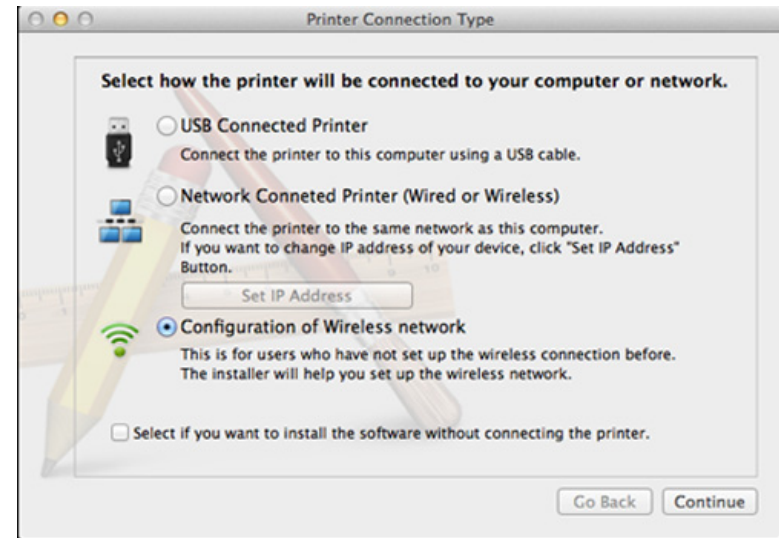 Printer Connection Type
Select how the printer will be connected to your computer or network.
USB Connected Printer
Connect the printer to this computer using a USB cable.
Network Conneted Printer (Wired or Wireless)
Connect the printer to the same network as this computer.
If you want to change IP address of your device, click "Set IP Address"
Button.
Set IP Address
Configuration of Wireless network
This is for users who have not set up the wireless connection before.
The installer will help you set up the wireless network.
Select if you want to install the software without connecting the printer.
Go Back Continue